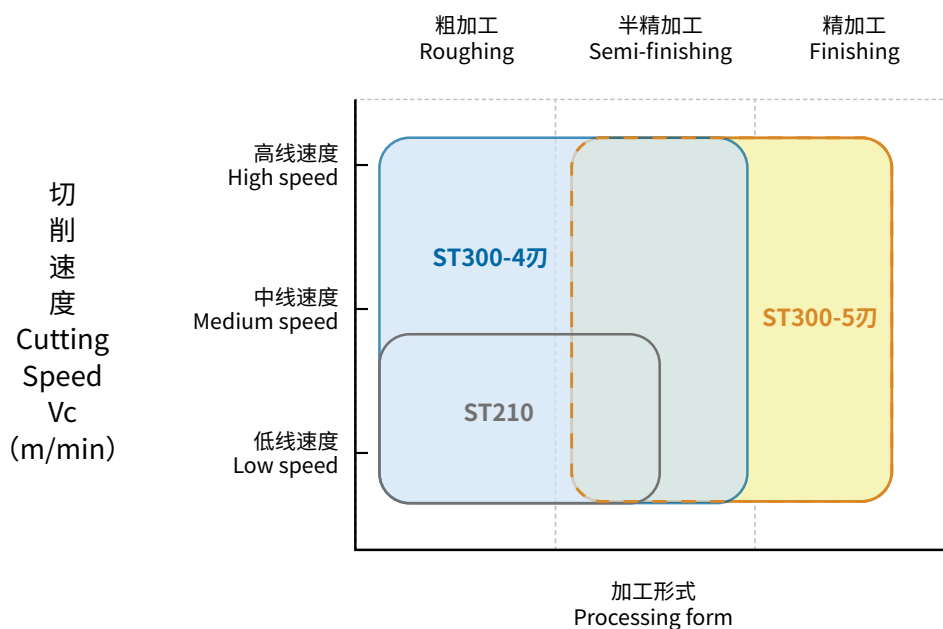 粗加工
Roughing
半精加工
Semi-finishing
精加工
Finishing
切
削
速
度
Cutting
Speed
Vc
（m/min）
高线速度
High speed
中线速度
Medium speed
低线速度
Low speed
ST300-4刃
ST300-5刃
ST210
加工形式
Processing form